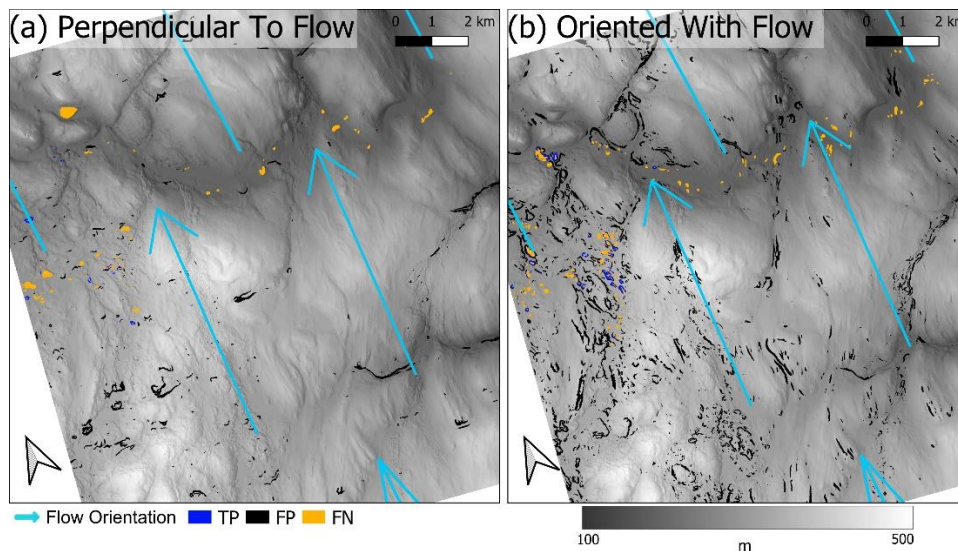 (a) Perpendicular To Flow
0 1 2 km
(b) Oriented With Flow
0 1 2 km
Flow Orientation TP FP FN
100 500
m